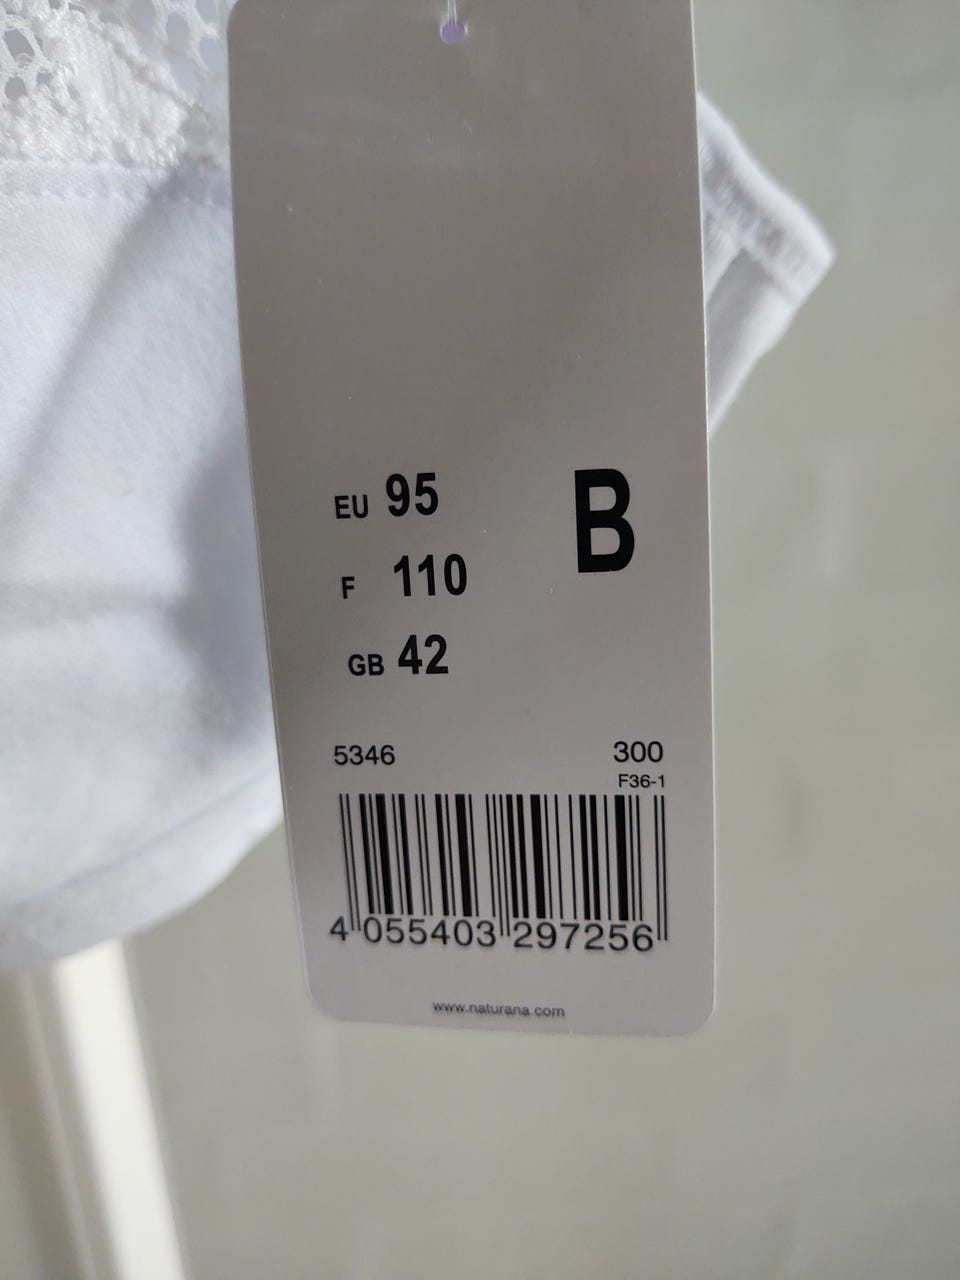 EU 95 B
F 110
GB 42
5346 300
F36-1
4 055403 297256
www.naturana.com